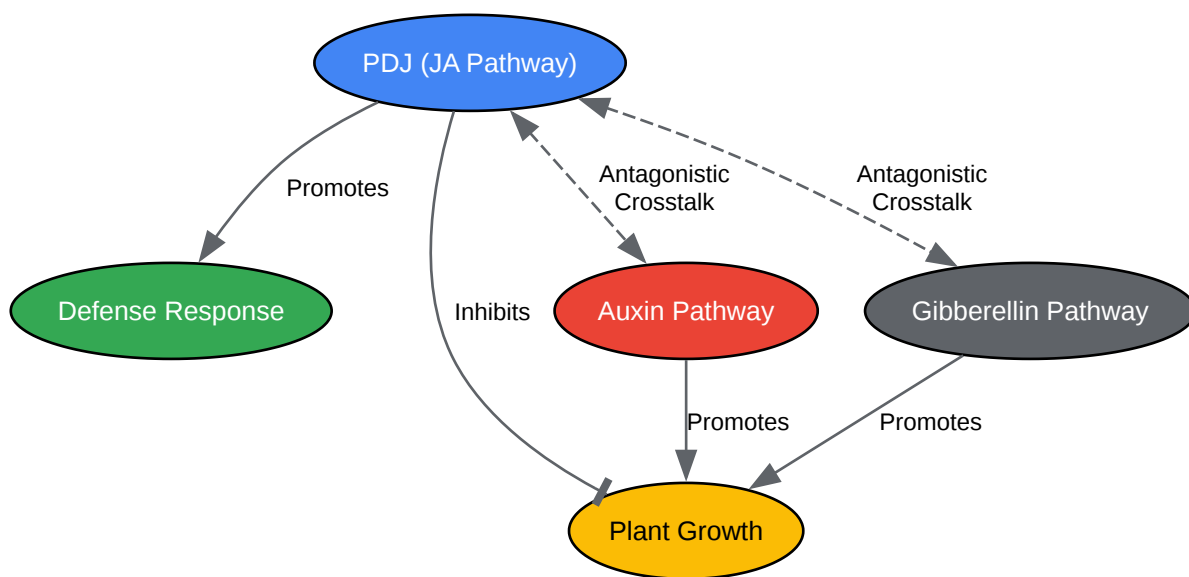 PDJ (JA Pathway)
Promotes
Antagonistic
Crosstalk
Antagonistic
Crosstalk
Defense Response
Inhibits
Auxin Pathway
Gibberellin Pathway
Promotes
Promotes
Plant Growth